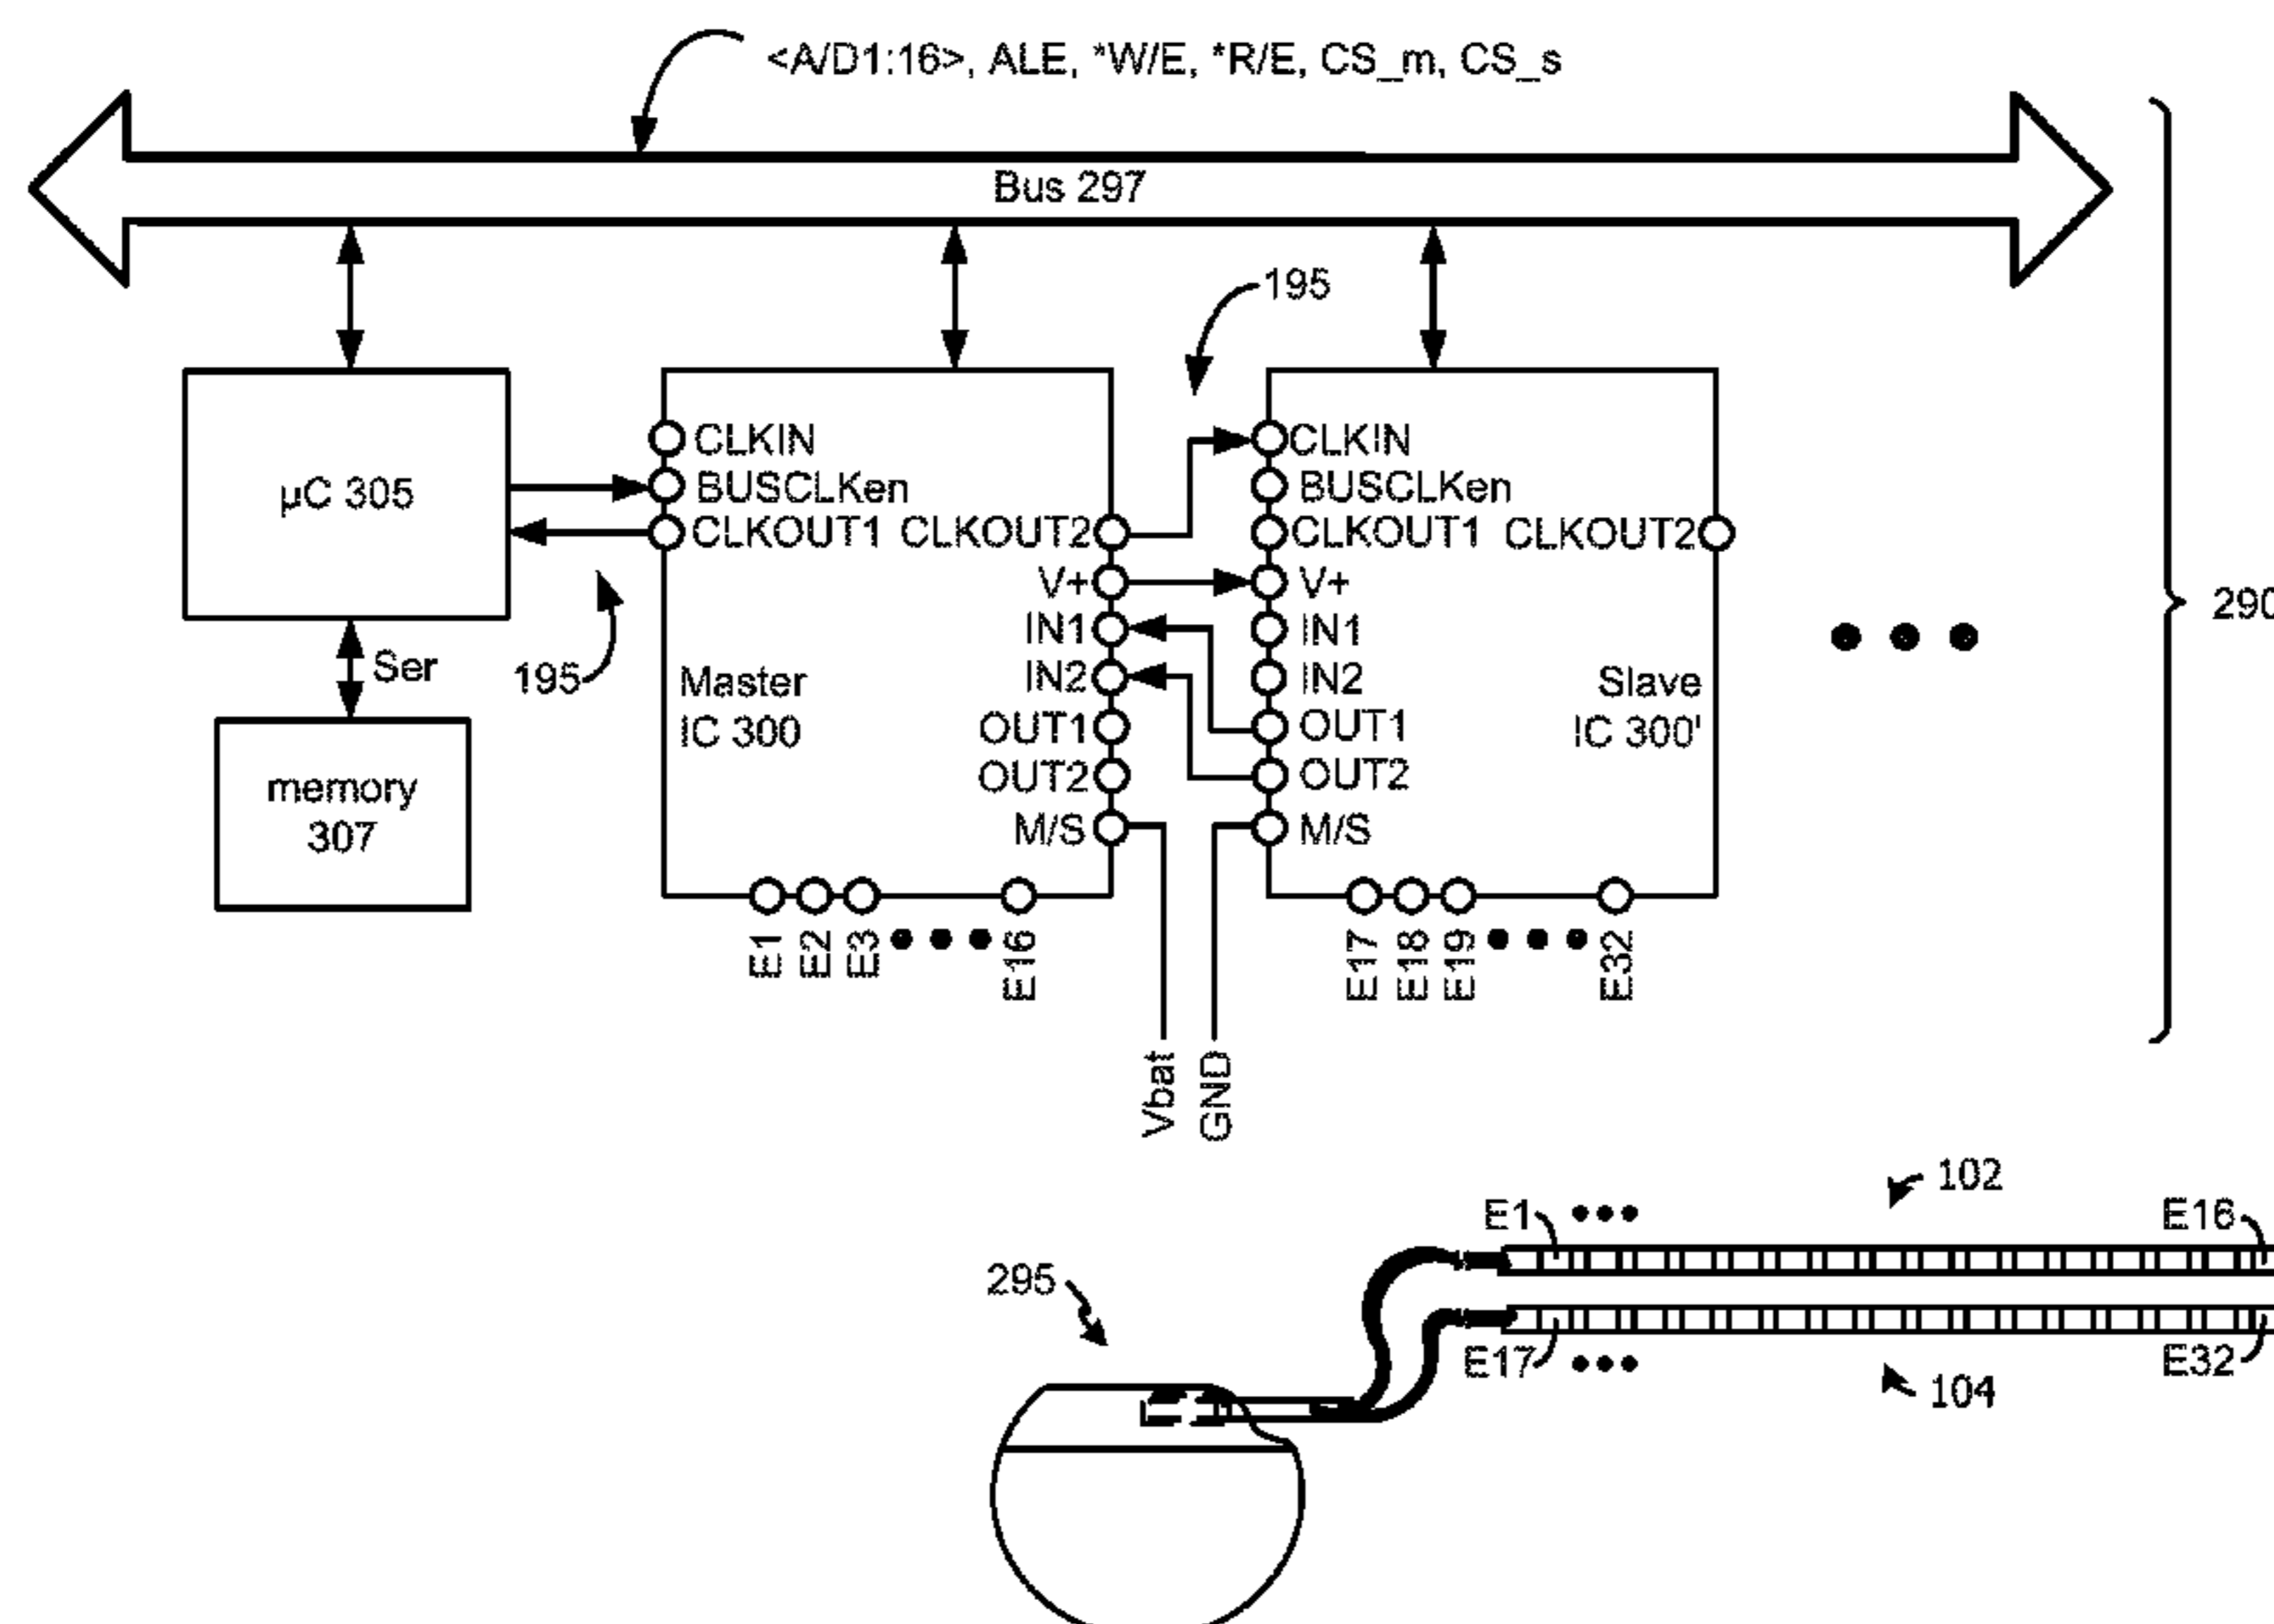 <A/D1:16>, ALE, *W/E, *R/E, CS_m, CS_s
Bus 297
195
CLKIN
BUSCLKen
CLKOUT1 CLKOUT2
V+
IN1
IN2
OUT1
OUT2
M/S
Master
IC 300
CLKIN
BUSCLKen
CLKOUT1 CLKOUT2
V+
IN1
IN2
OUT1
OUT2
M/S
Slave
IC 300'
µC 305
Ser
195
memory
307
290
E1
E2
E3
E16
E17
E18
E19
E32
Vbat
GND
102
E1
E16
295
E17
E32
104